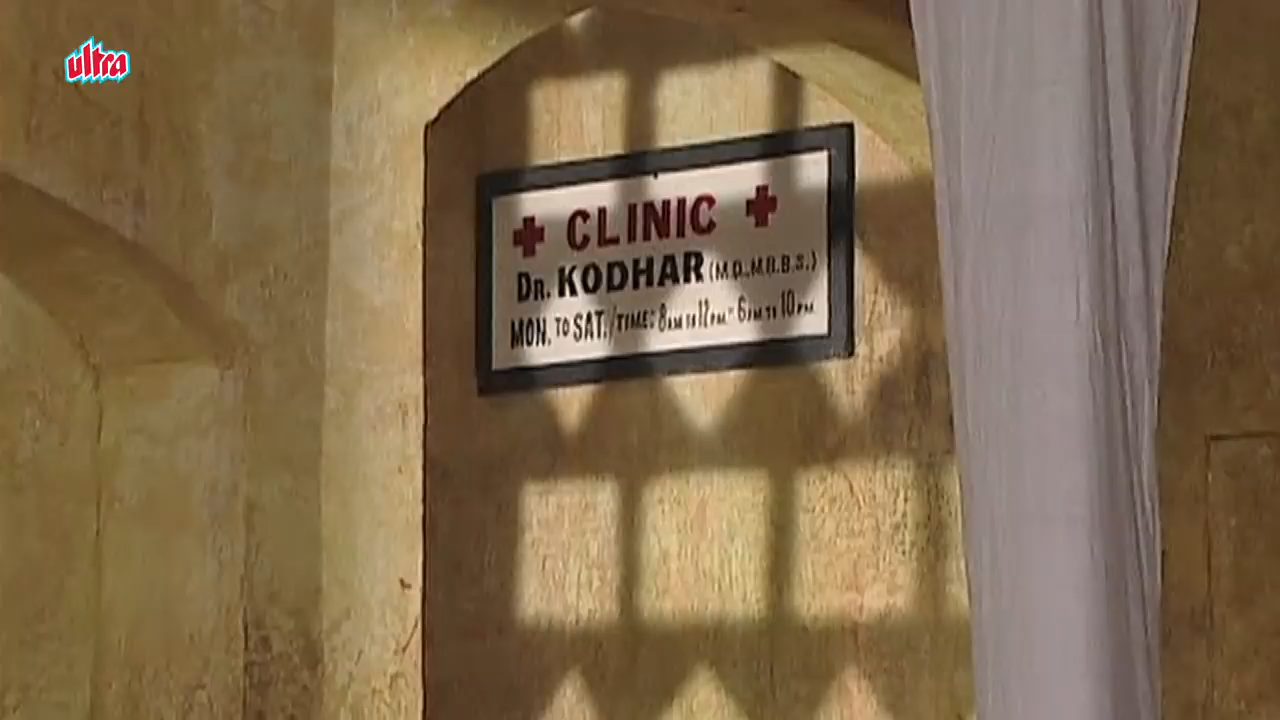 ultra
+ CLINIC +
DR. KODHAR (M.D.,M.B.B.S.)
MON. TO SAT./TIME: 8AM TO 12PM - 6PM TO 10PM